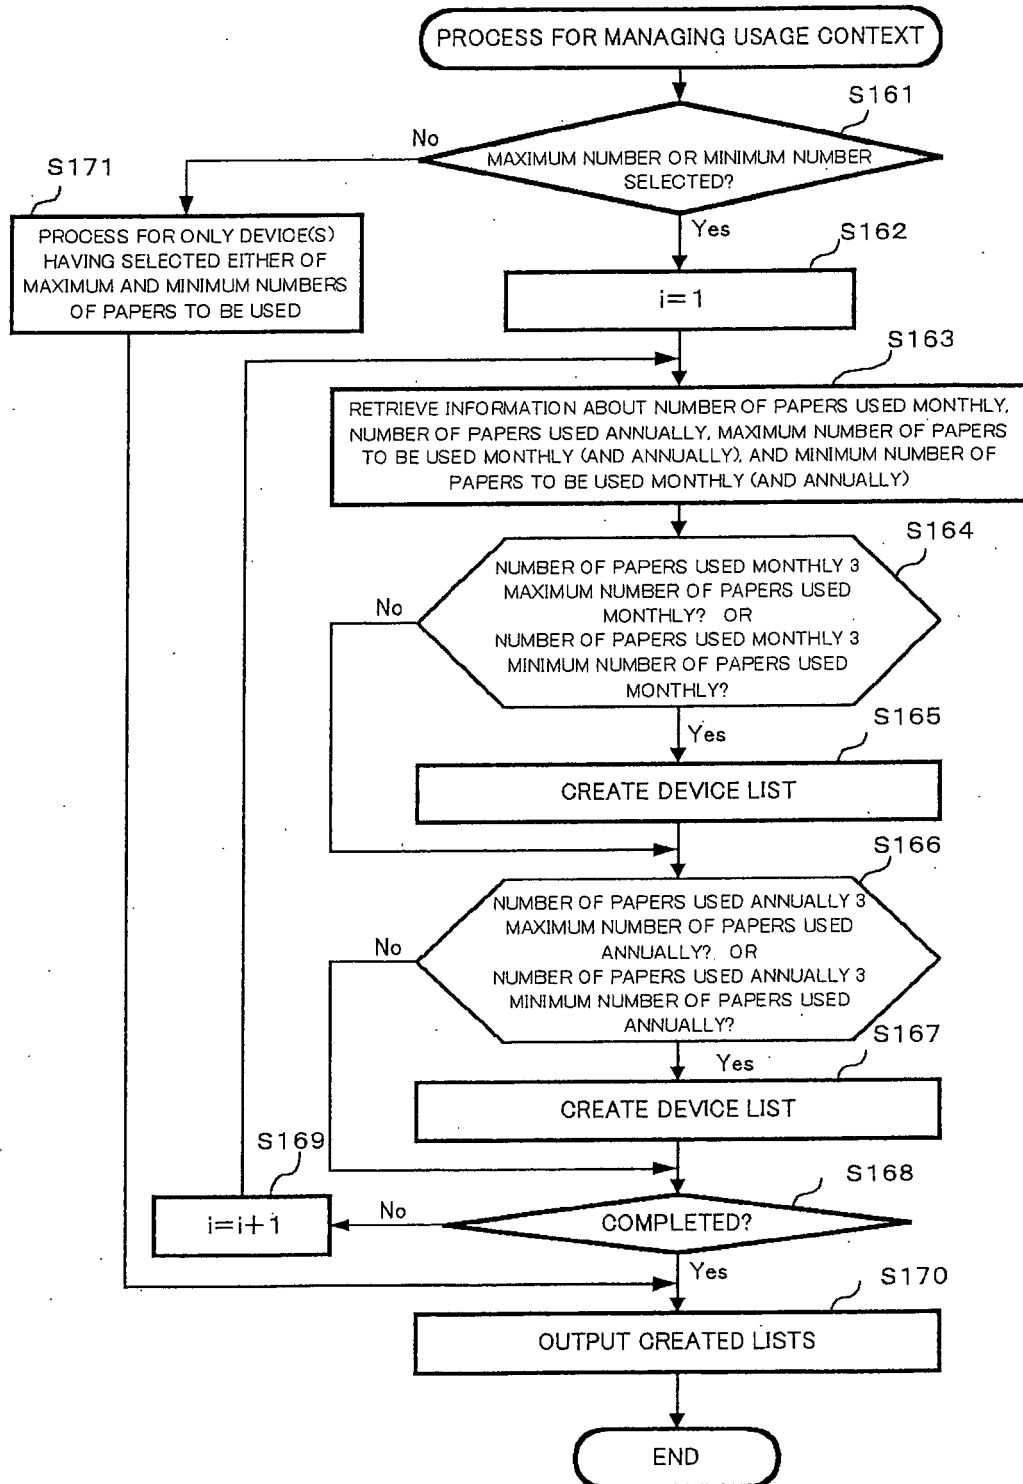 PROCESS FOR MANAGING USAGE CONTEXT
S161
No
MAXIMUM NUMBER OR MINIMUM NUMBER
SELECTED?
S171
Yes
S162
PROCESS FOR ONLY DEVICE(S)
HAVING SELECTED EITHER OF
MAXIMUM AND MINIMUM NUMBERS
OF PAPERS TO BE USED
i=1
S163
RETRIEVE INFORMATION ABOUT NUMBER OF PAPERS USED MONTHLY,
NUMBER OF PAPERS USED ANNUALLY, MAXIMUM NUMBER OF PAPERS
TO BE USED MONTHLY (AND ANNUALLY), AND MINIMUM NUMBER OF
PAPERS TO BE USED MONTHLY (AND ANNUALLY)
S164
NUMBER OF PAPERS USED MONTHLY 3
MAXIMUM NUMBER OF PAPERS USED
MONTHLY? OR
NUMBER OF PAPERS USED MONTHLY 3
MINIMUM NUMBER OF PAPERS USED
MONTHLY?
No
Yes
S165
CREATE DEVICE LIST
S166
NUMBER OF PAPERS USED ANNUALLY 3
MAXIMUM NUMBER OF PAPERS USED
ANNUALLY? OR
NUMBER OF PAPERS USED ANNUALLY 3
MINIMUM NUMBER OF PAPERS USED
ANNUALLY?
No
Yes
S167
CREATE DEVICE LIST
S169
S168
i=i+1
No
COMPLETED?
Yes
S170
OUTPUT CREATED LISTS
END